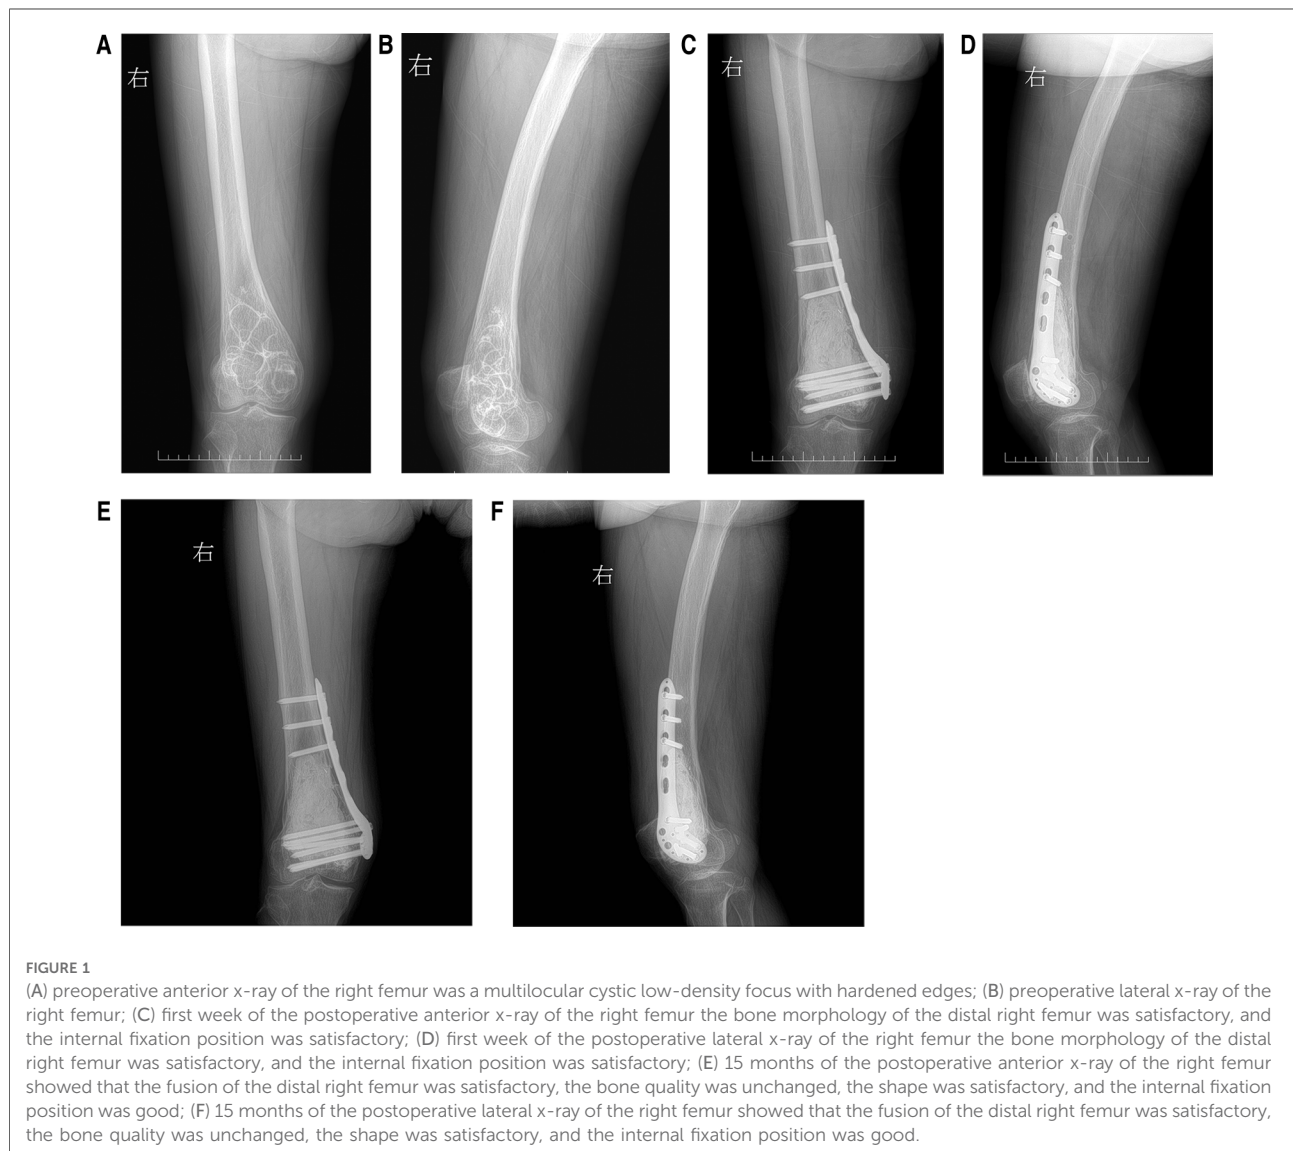 A
右
B
右
C
右
D
右
E
右
F
右
FIGURE 1
(A) preoperative anterior x-ray of the right femur was a multilocular cystic low-density focus with hardened edges; (B) preoperative lateral x-ray of the
right femur; (C) first week of the postoperative anterior x-ray of the right femur the bone morphology of the distal right femur was satisfactory, and
the internal fixation position was satisfactory; (D) first week of the postoperative lateral x-ray of the right femur the bone morphology of the distal
right femur was satisfactory, and the internal fixation position was satisfactory; (E) 15 months of the postoperative anterior x-ray of the right femur
showed that the fusion of the distal right femur was satisfactory, the bone quality was unchanged, the shape was satisfactory, and the internal fixation
position was good; (F) 15 months of the postoperative lateral x-ray of the right femur showed that the fusion of the distal right femur was satisfactory,
the bone quality was unchanged, the shape was satisfactory, and the internal fixation position was good.